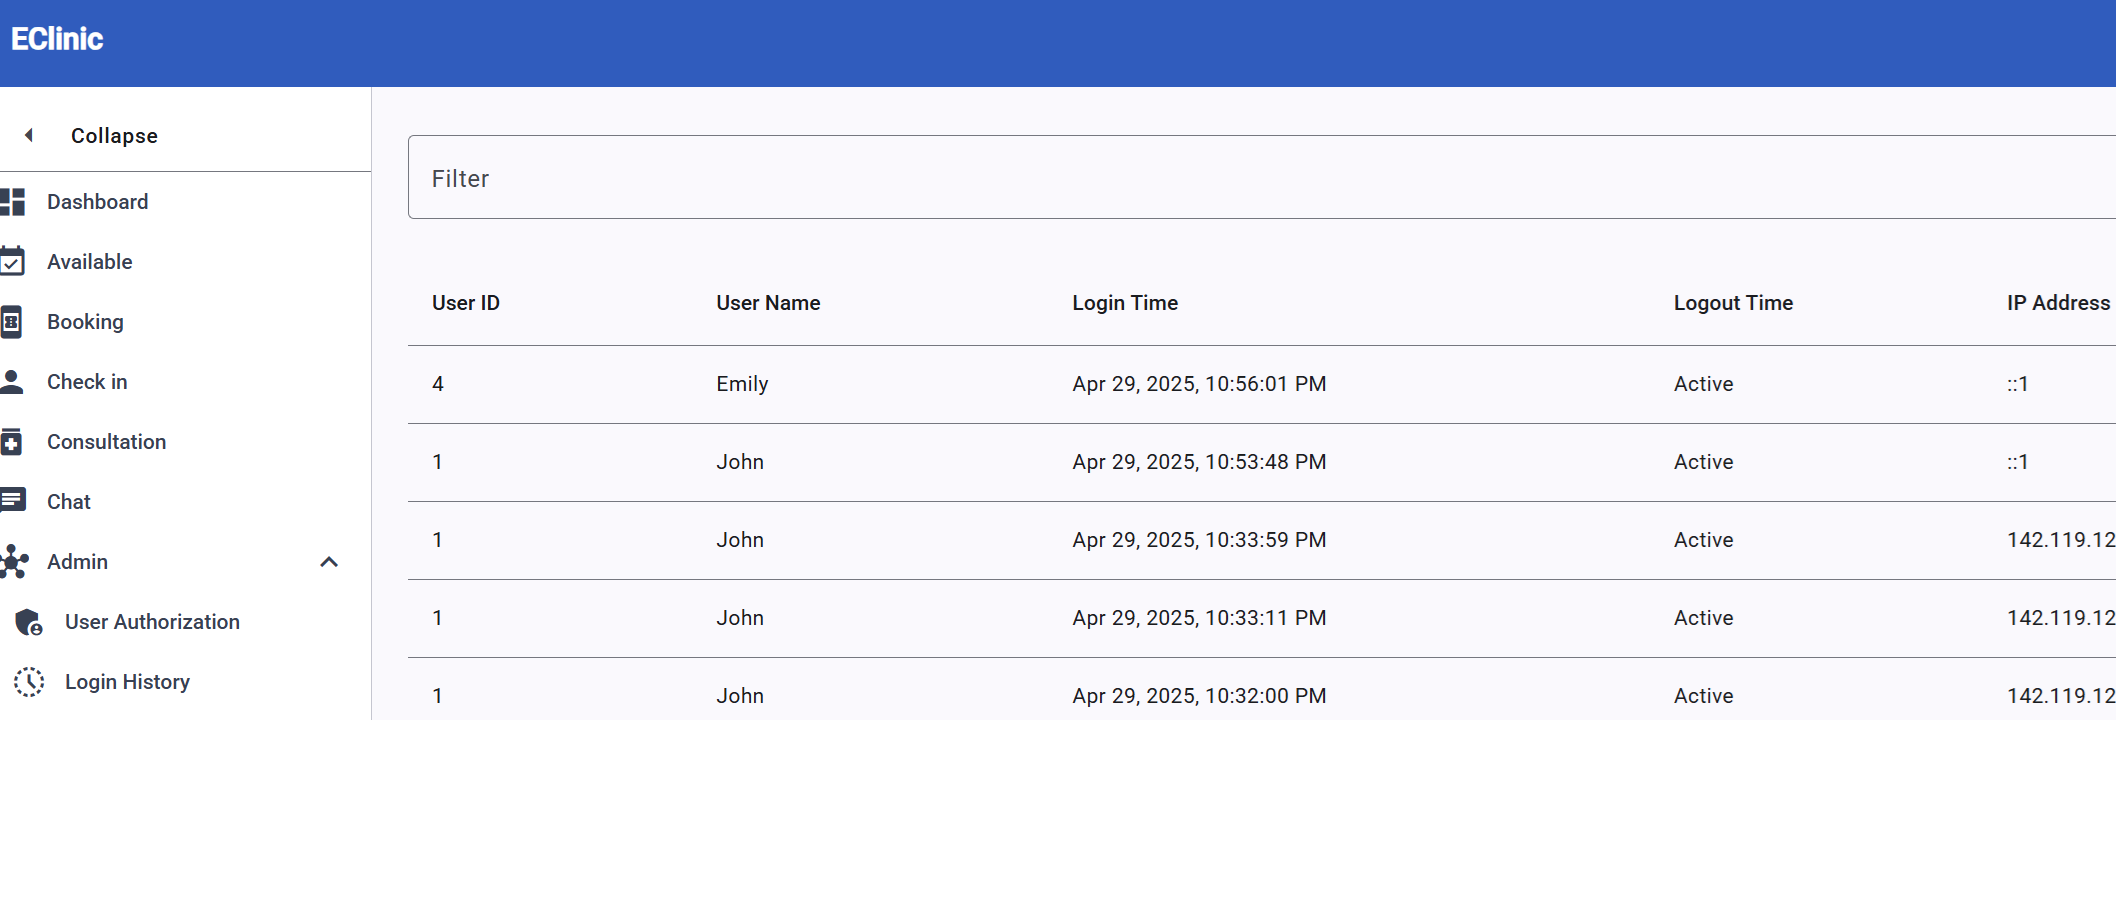 EClinic
Collapse
Dashboard
Available
Booking
Check in
Consultation
Chat
Admin
User Authorization
Login History
Filter
User ID User Name Login Time Logout Time IP Address
4 Emily Apr 29, 2025, 10:56:01 PM Active ::1
1 John Apr 29, 2025, 10:53:48 PM Active ::1
1 John Apr 29, 2025, 10:33:59 PM Active 142.119.12
1 John Apr 29, 2025, 10:33:11 PM Active 142.119.12
1 John Apr 29, 2025, 10:32:00 PM Active 142.119.12